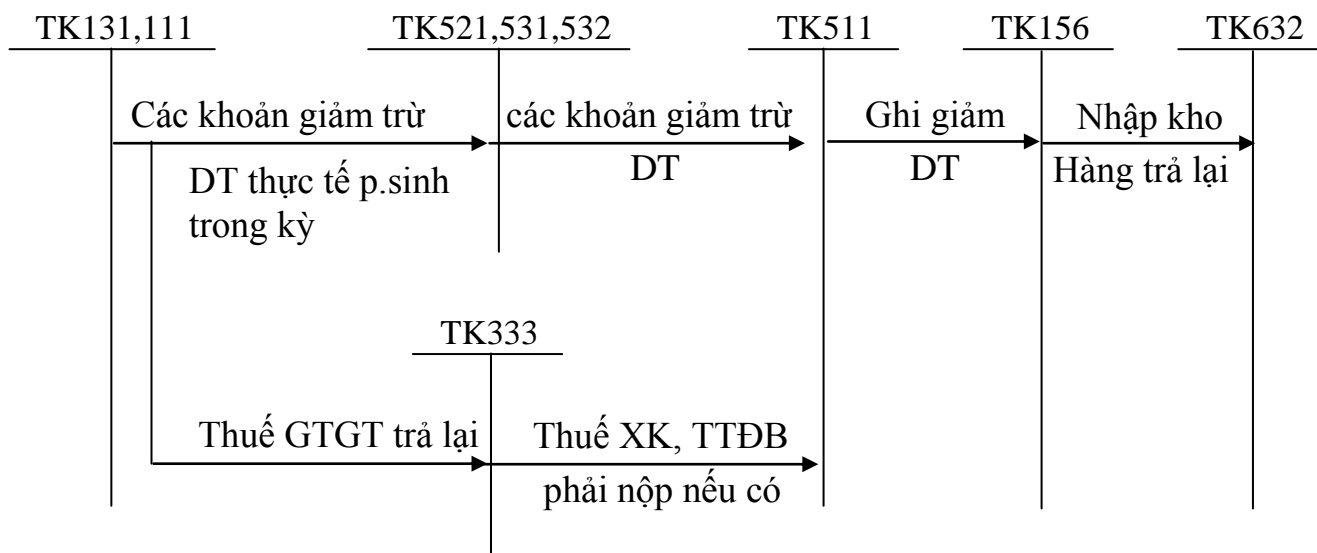 TK131,111 TK521,531,532 TK511 TK156 TK632
Các khoản giảm trừ các khoản giảm trừ Ghi giảm Nhập kho
DT thực tế p.sinh DT DT Hàng trả lại
trong kỳ
TK333
Thuế GTGT trả lại Thuế XK, TTĐB
phải nộp nếu có